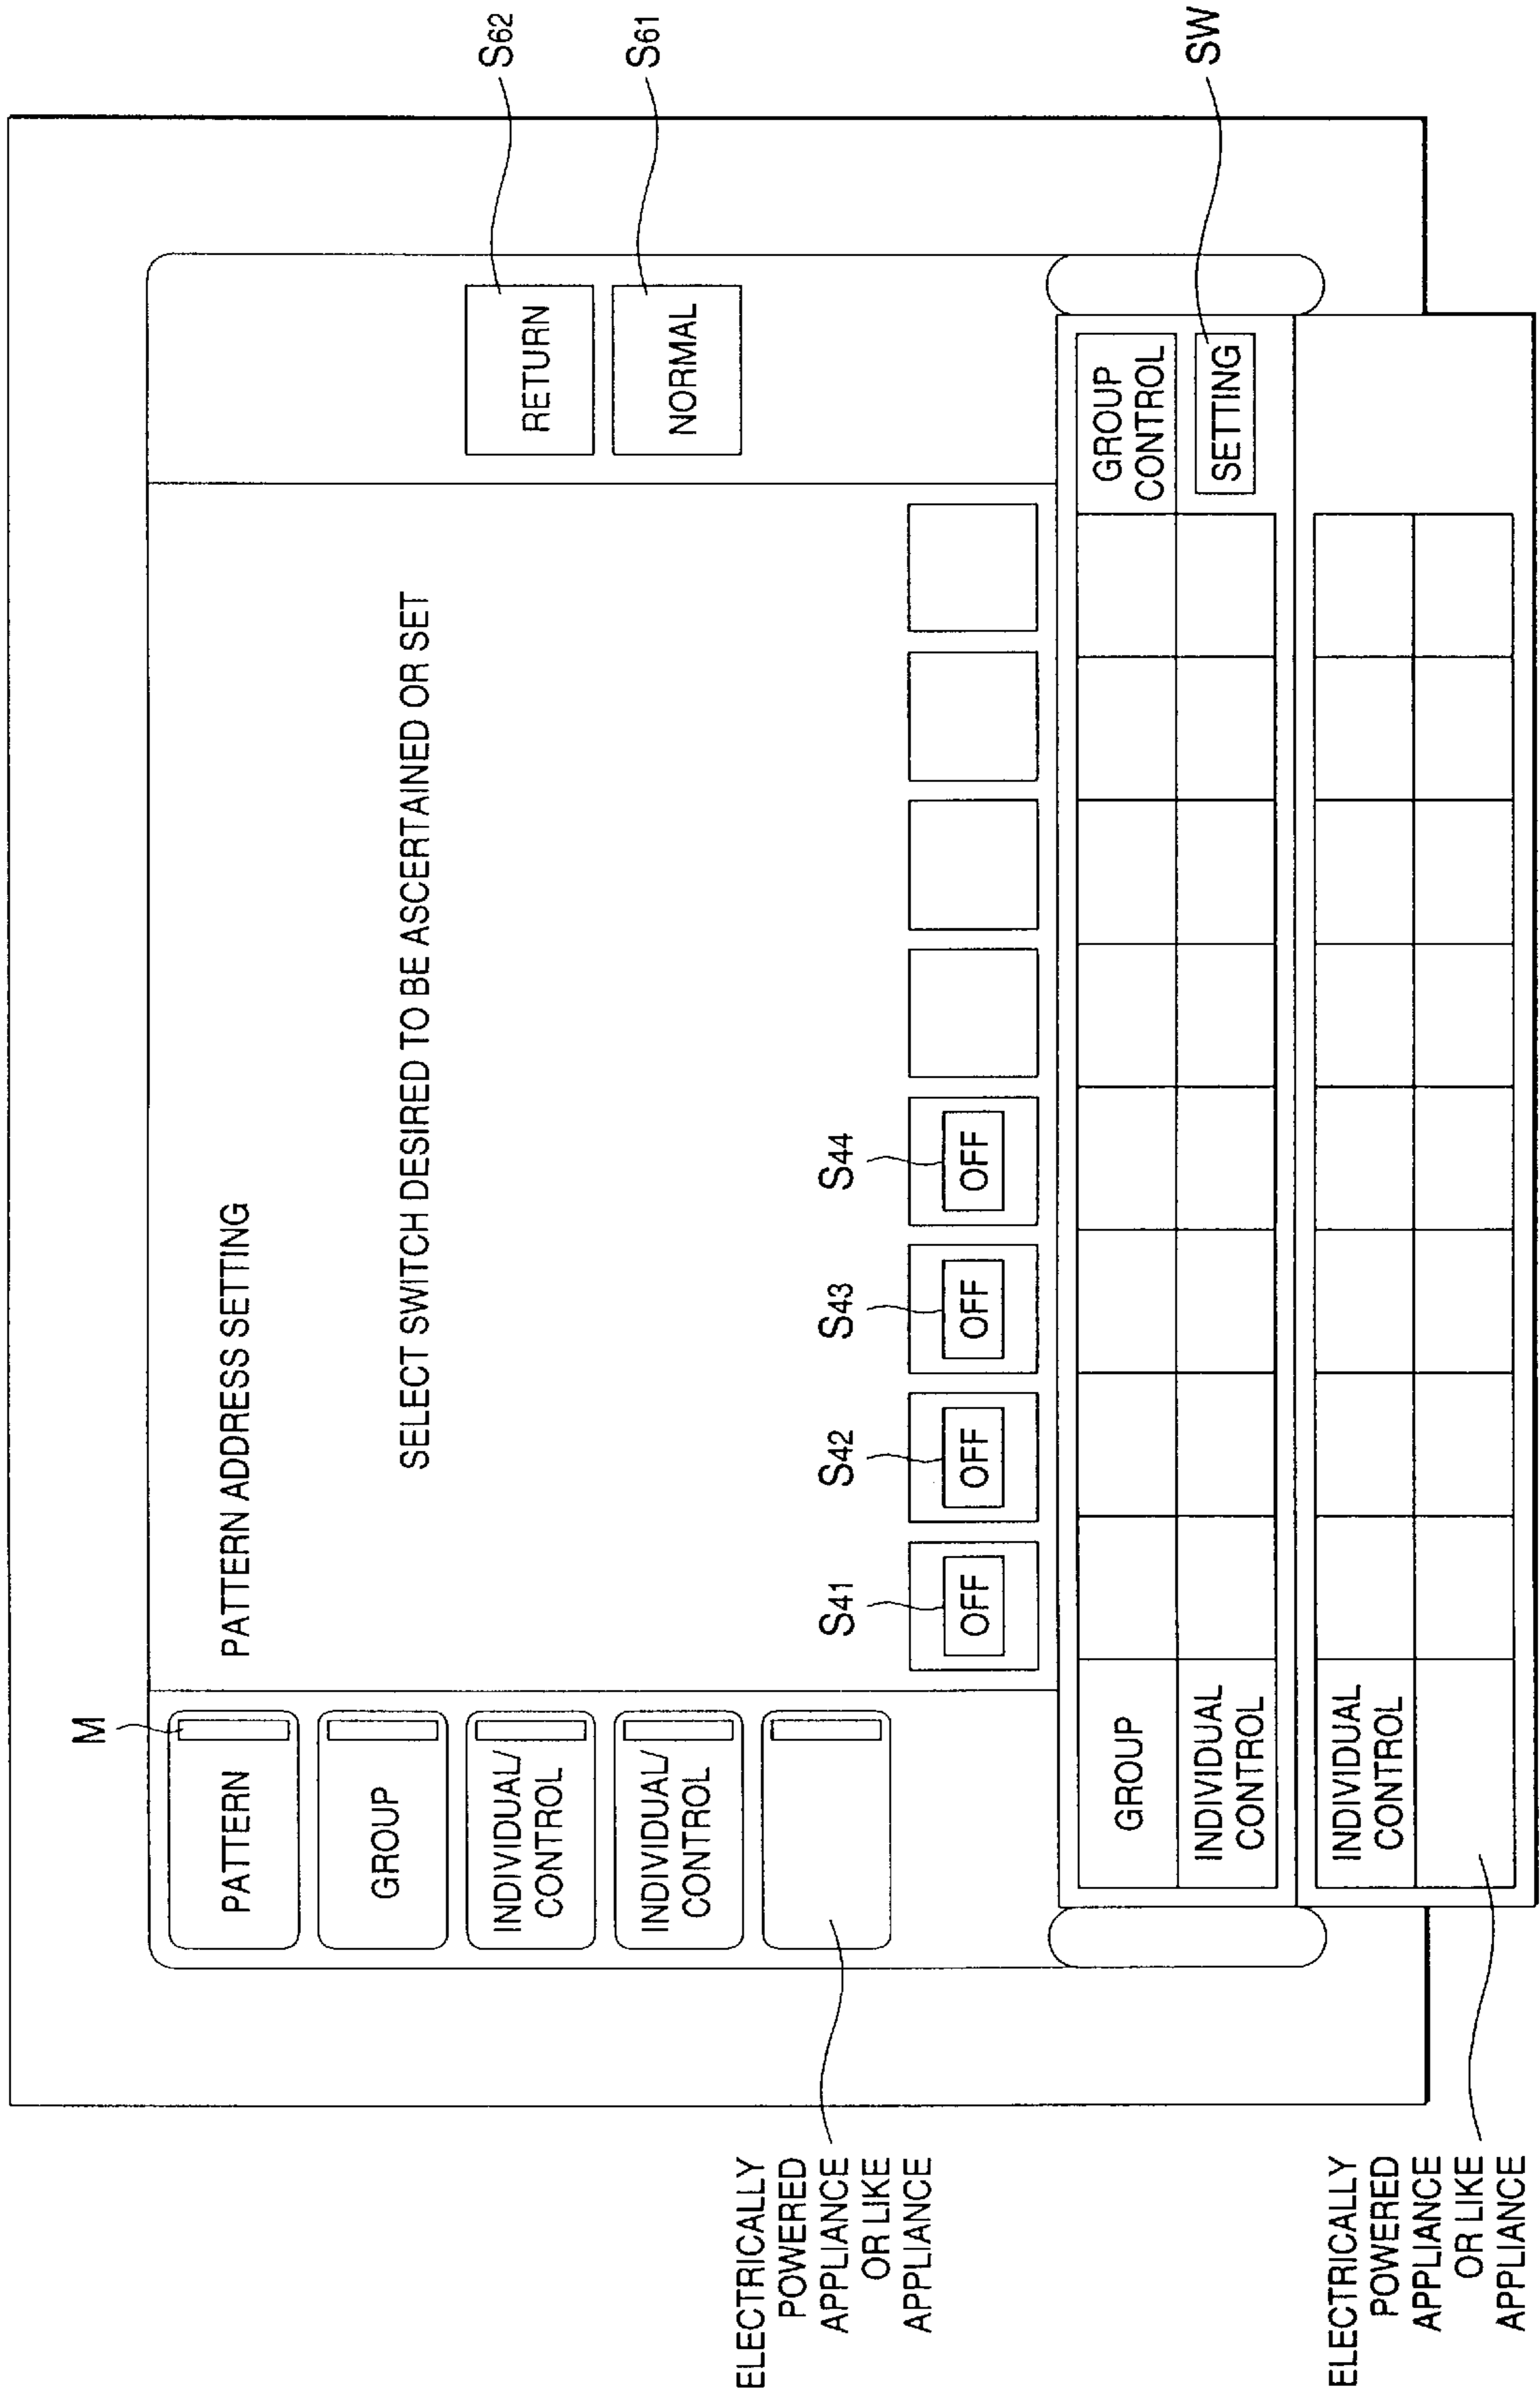 M
PATTERN
PATTERN ADDRESS SETTING
GROUP
SELECT SWITCH DESIRED TO BE ASCERTAINED OR SET
INDIVIDUAL/
CONTROL
RETURN
S62
INDIVIDUAL/
CONTROL
NORMAL
S61
ELECTRICALLY
POWERED
APPLIANCE
OR LIKE
APPLIANCE
S41
S42
S43
S44
OFF
OFF
OFF
OFF
GROUP
GROUP
CONTROL
INDIVIDUAL
CONTROL
SETTING
SW
INDIVIDUAL
CONTROL
ELECTRICALLY
POWERED
APPLIANCE
OR LIKE
APPLIANCE